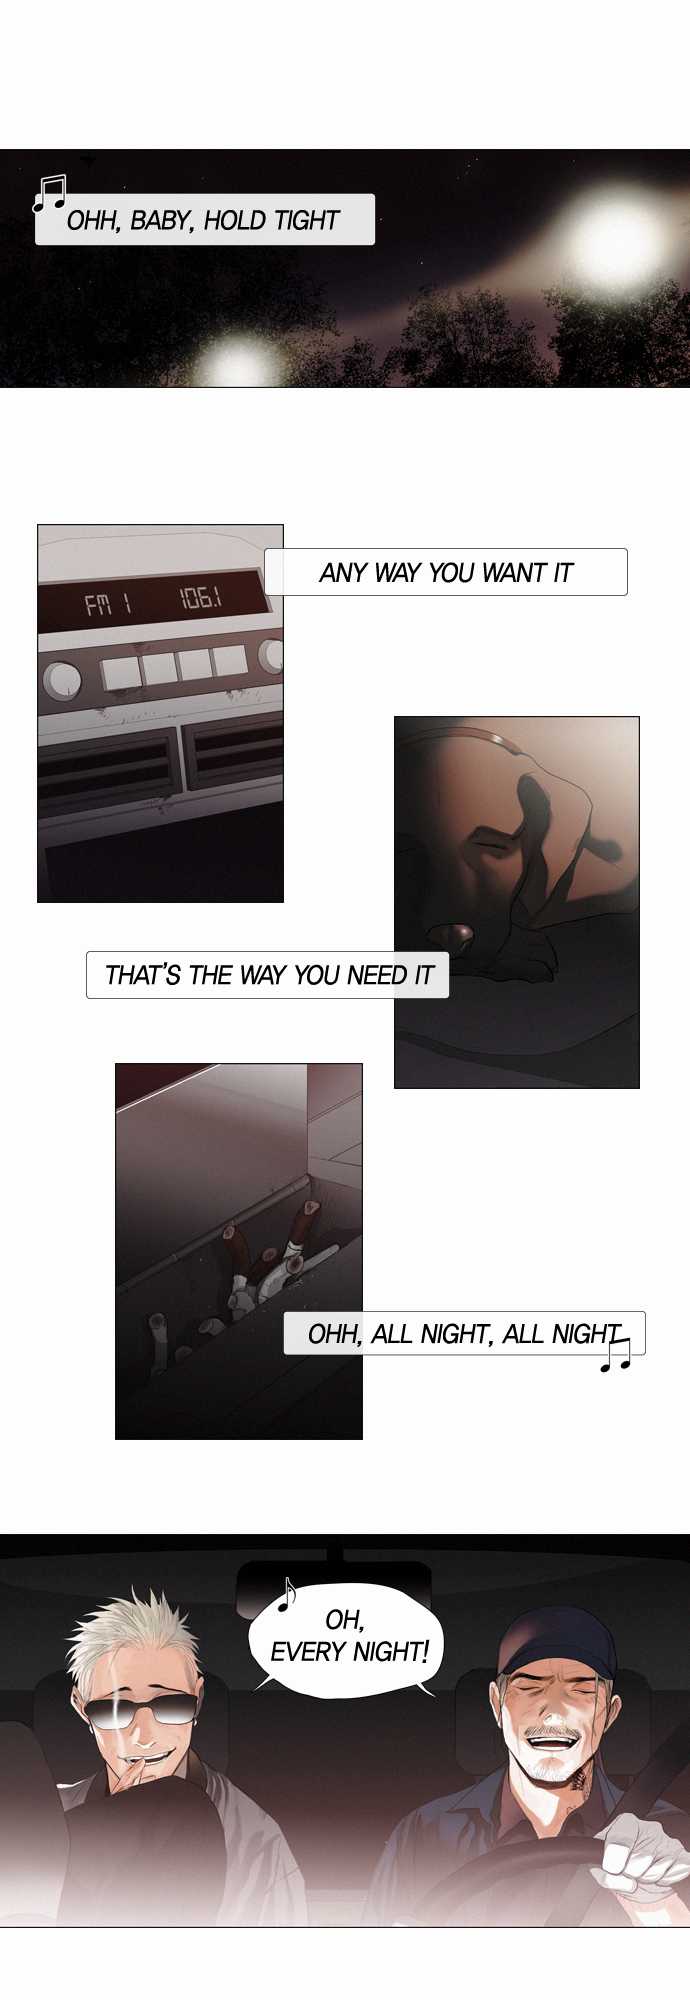 OHH, BABY, HOLD TIGHT
FM 1 106.1
ANY WAY YOU WANT IT
THAT'S THE WAY YOU NEED IT
OHH, ALL NIGHT, ALL NIGHT
OH,
EVERY NIGHT!